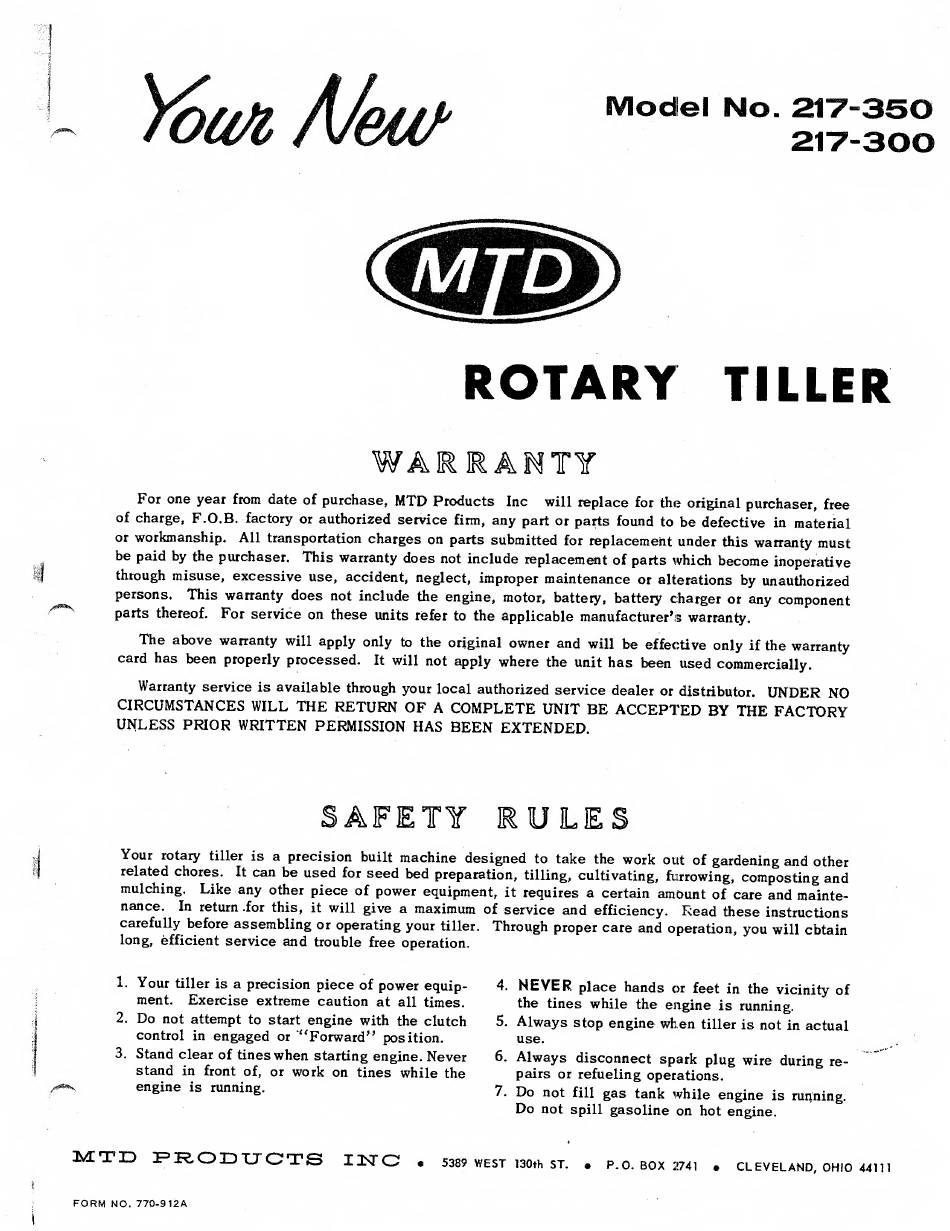 Your New
Model No. 217-350
217-300
MTD
ROTARY TILLER
WARRANTY
For one year from date of purchase, MTD Products Inc will replace for the original purchaser, free
of charge, F.O.B. factory or authorized service firm, any part or parts found to be defective in material
or workmanship. All transportation charges on parts submitted for replacement under this warranty must
be paid by the purchaser. This warranty does not include replacement of parts which become inoperative
through misuse, excessive use, accident, neglect, improper maintenance or alterations by unauthorized
persons. This warranty does not include the engine, motor, battery, battery charger or any component
parts thereof. For service on these units refer to the applicable manufacturer's warranty.
The above warranty will apply only to the original owner and will be effective only if the warranty
card has been properly processed. It will not apply where the unit has been used commercially.
Warranty service is available through your local authorized service dealer or distributor. UNDER NO
CIRCUMSTANCES WILL THE RETURN OF A COMPLETE UNIT BE ACCEPTED BY THE FACTORY
UNLESS PRIOR WRITTEN PERMISSION HAS BEEN EXTENDED.
SAFETY RULES
Your rotary tiller is a precision built machine designed to take the work out of gardening and other
related chores. It can be used for seed bed preparation, tilling, cultivating, furrowing, composting and
mulching. Like any other piece of power equipment, it requires a certain amount of care and mainte-
nance. In return for this, it will give a maximum of service and efficiency. Read these instructions
carefully before assembling or operating your tiller. Through proper care and operation, you will obtain
long, efficient service and trouble free operation.
1. Your tiller is a precision piece of power equip-
ment. Exercise extreme caution at all times.
2. Do not attempt to start engine with the clutch
control in engaged or "Forward" position.
3. Stand clear of tines when starting engine. Never
stand in front of, or work on tines while the
engine is running.
4. NEVER place hands or feet in the vicinity of
the tines while the engine is running.
5. Always stop engine when tiller is not in actual
use.
6. Always disconnect spark plug wire during re-
pairs or refueling operations.
7. Do not fill gas tank while engine is running.
Do not spill gasoline on hot engine.
MTD PRODUCTS INC • 5389 WEST 130th ST. • P.O. BOX 2741 • CLEVELAND, OHIO 44111
FORM NO. 770-912A